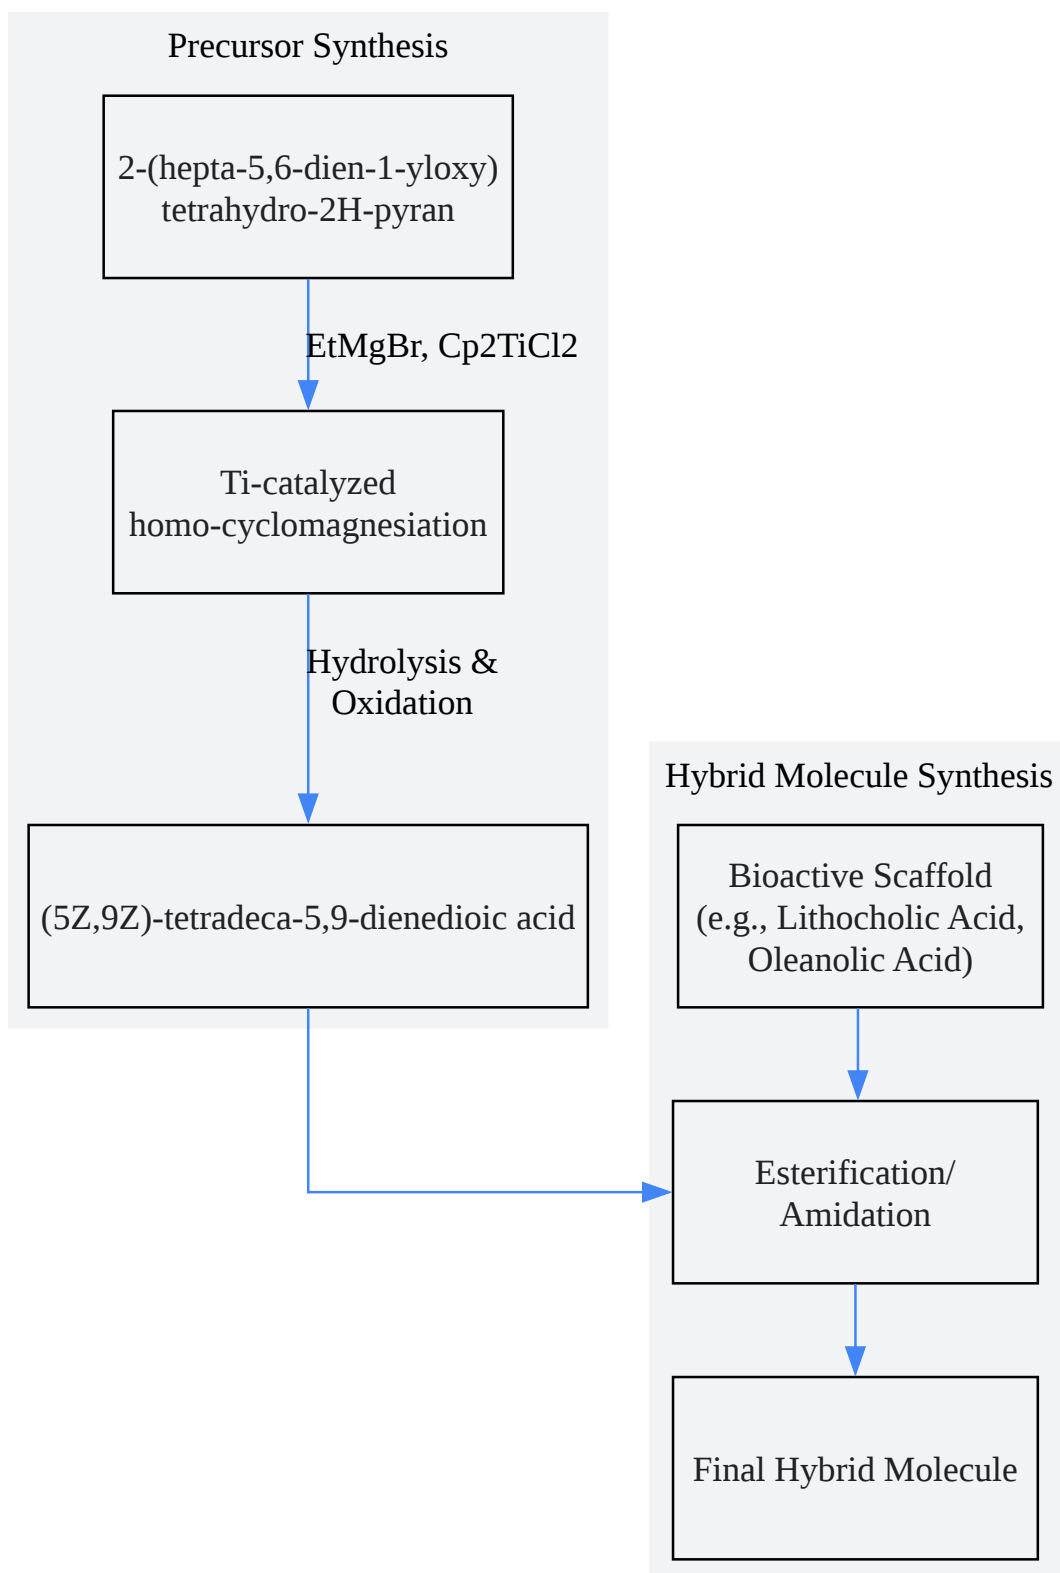 Precursor Synthesis
2-(hepta-5,6-dien-1-yloxy)
tetrahydro-2H-pyran
EtMgBr, Cp2TiCl2
Ti-catalyzed
homo-cyclomagnesiation
Hydrolysis &
Oxidation
(5Z,9Z)-tetradeca-5,9-dienedioic acid
Hybrid Molecule Synthesis
Bioactive Scaffold
(e.g., Lithocholic Acid,
Oleanolic Acid)
Esterification/
Amidation
Final Hybrid Molecule